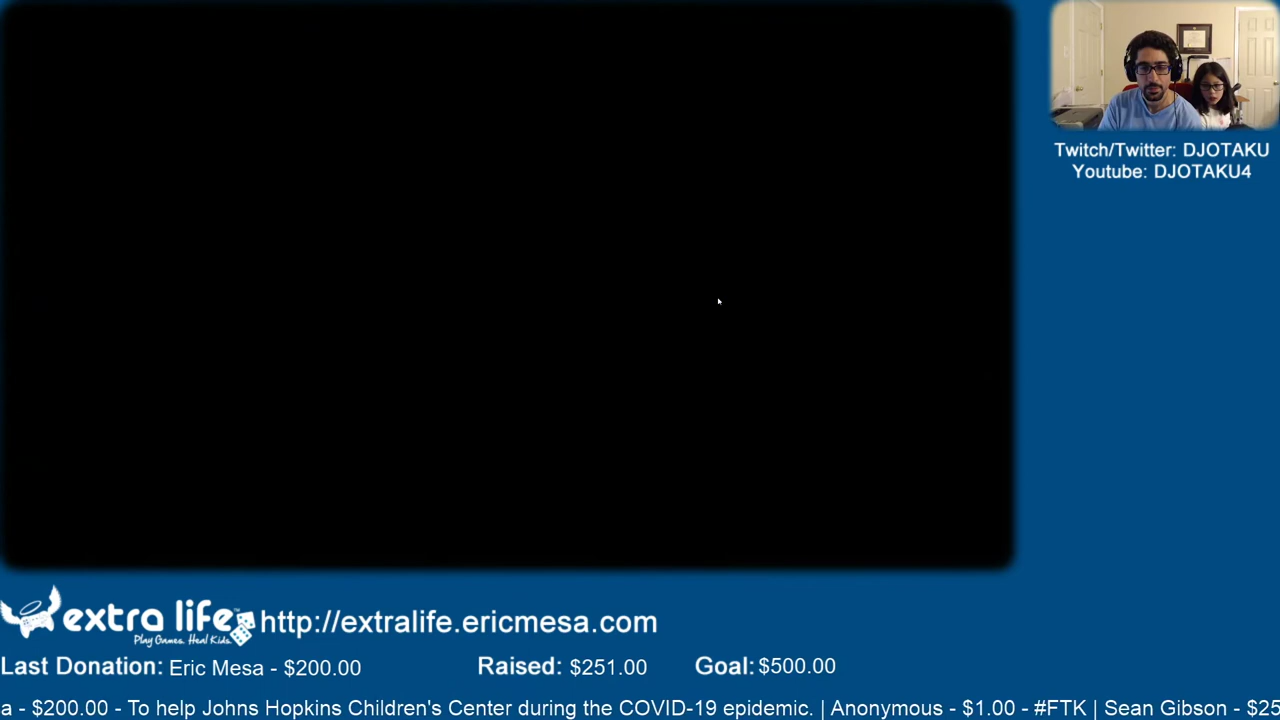 Twitch/Twitter: DJOTAKU
Youtube: DJOTAKU4
extra life
Play Games. Heal Kids.
http://extralife.ericmesa.com
Last Donation: Eric Mesa - $200.00 Raised: $251.00 Goal: $500.00
a - $200.00 - To help Johns Hopkins Children's Center during the COVID-19 epidemic. | Anonymous - $1.00 - #FTK | Sean Gibson - $25